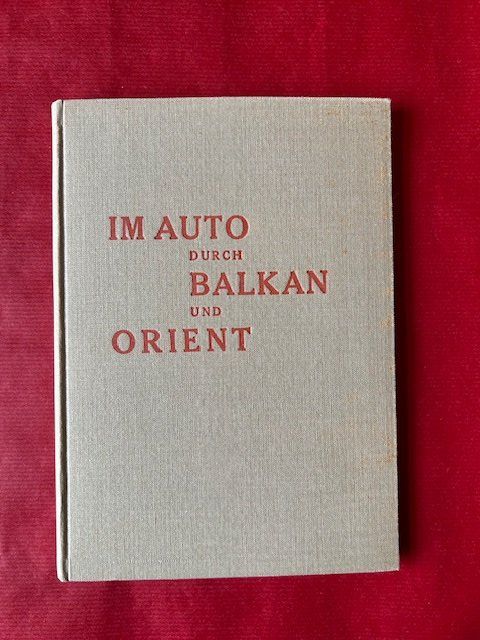 IM AUTO
DURCH
BALKAN
UND
ORIENT